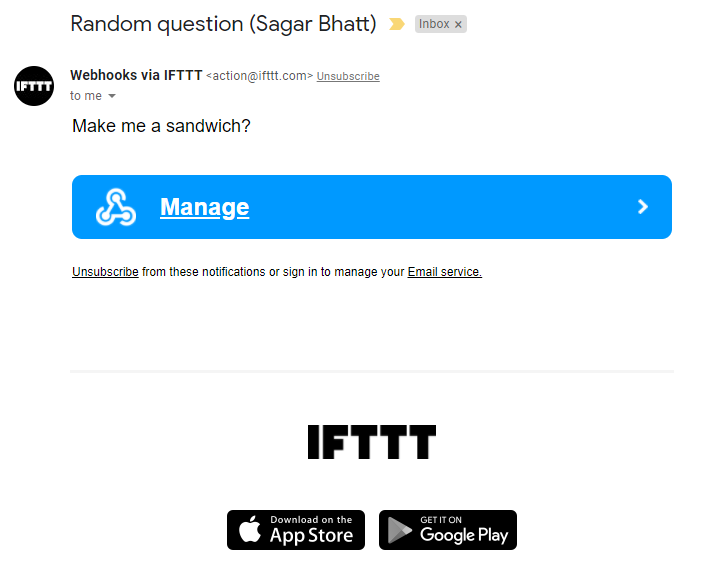 Random question (Sagar Bhatt) Inbox x
IFTTT
Webhooks via IFTTT <action@ifttt.com> Unsubscribe
to me
Make me a sandwich?
Manage
Unsubscribe from these notifications or sign in to manage your Email service.
IFTTT
Download on the
App Store
GET IT ON
Google Play